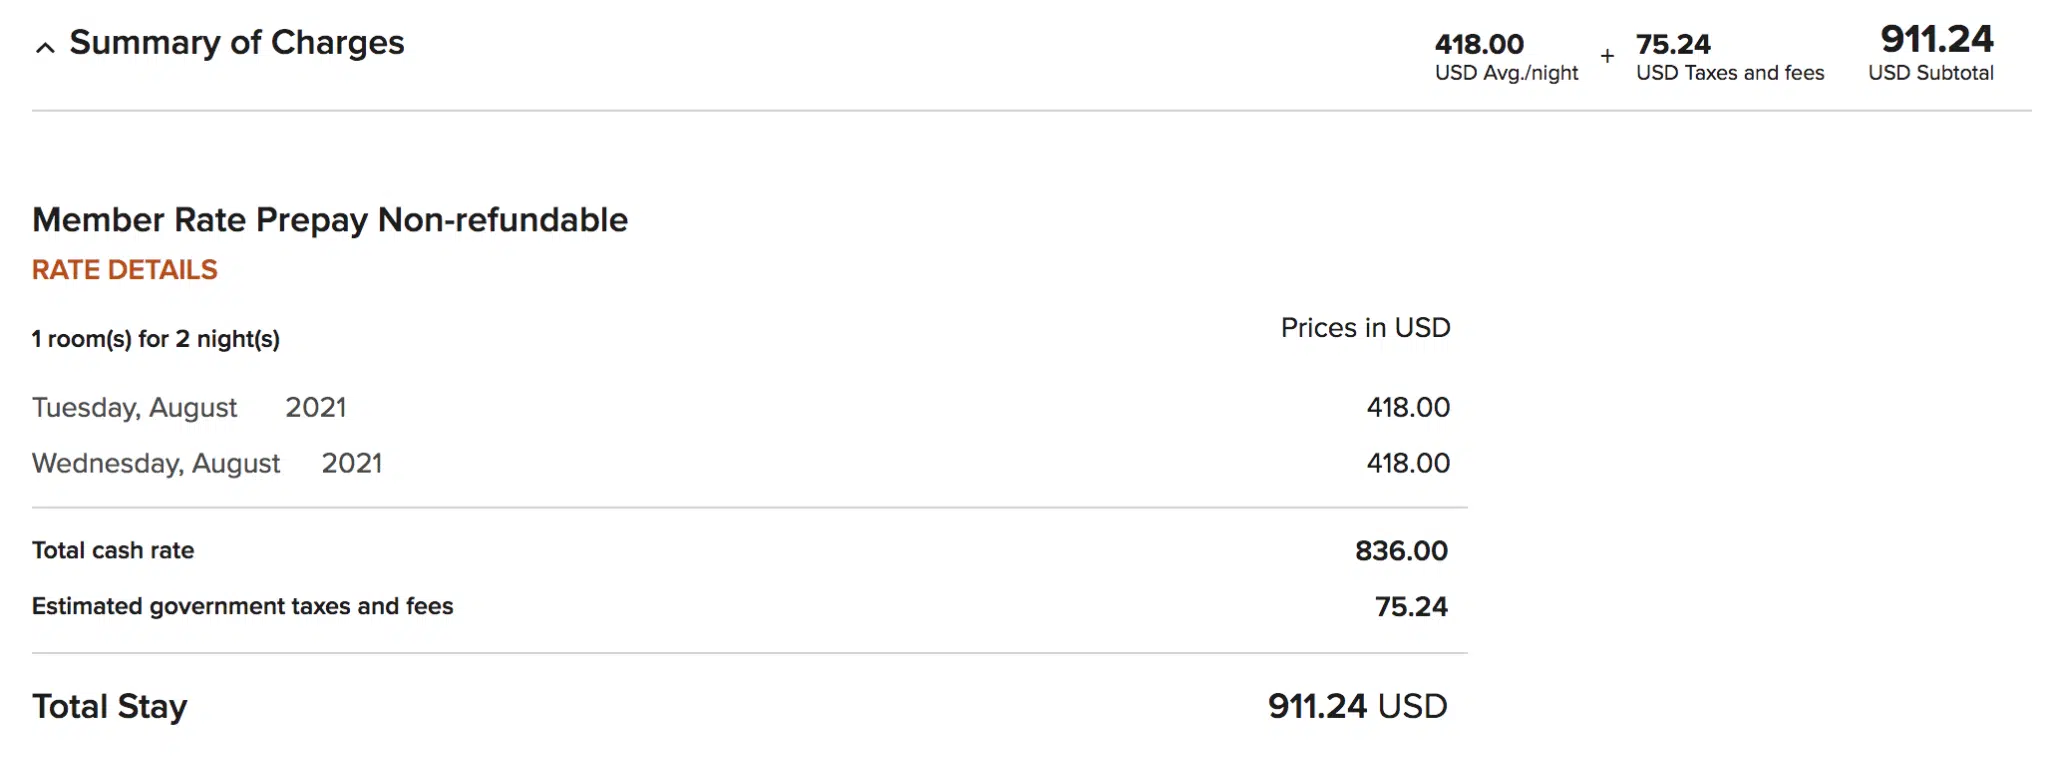 Summary of Charges
418.00 + 75.24 911.24
USD Avg./night USD Taxes and fees USD Subtotal
Member Rate Prepay Non-refundable
RATE DETAILS
1 room(s) for 2 night(s) Prices in USD
Tuesday, August 2021 418.00
Wednesday, August 2021 418.00
Total cash rate 836.00
Estimated government taxes and fees 75.24
Total Stay 911.24 USD